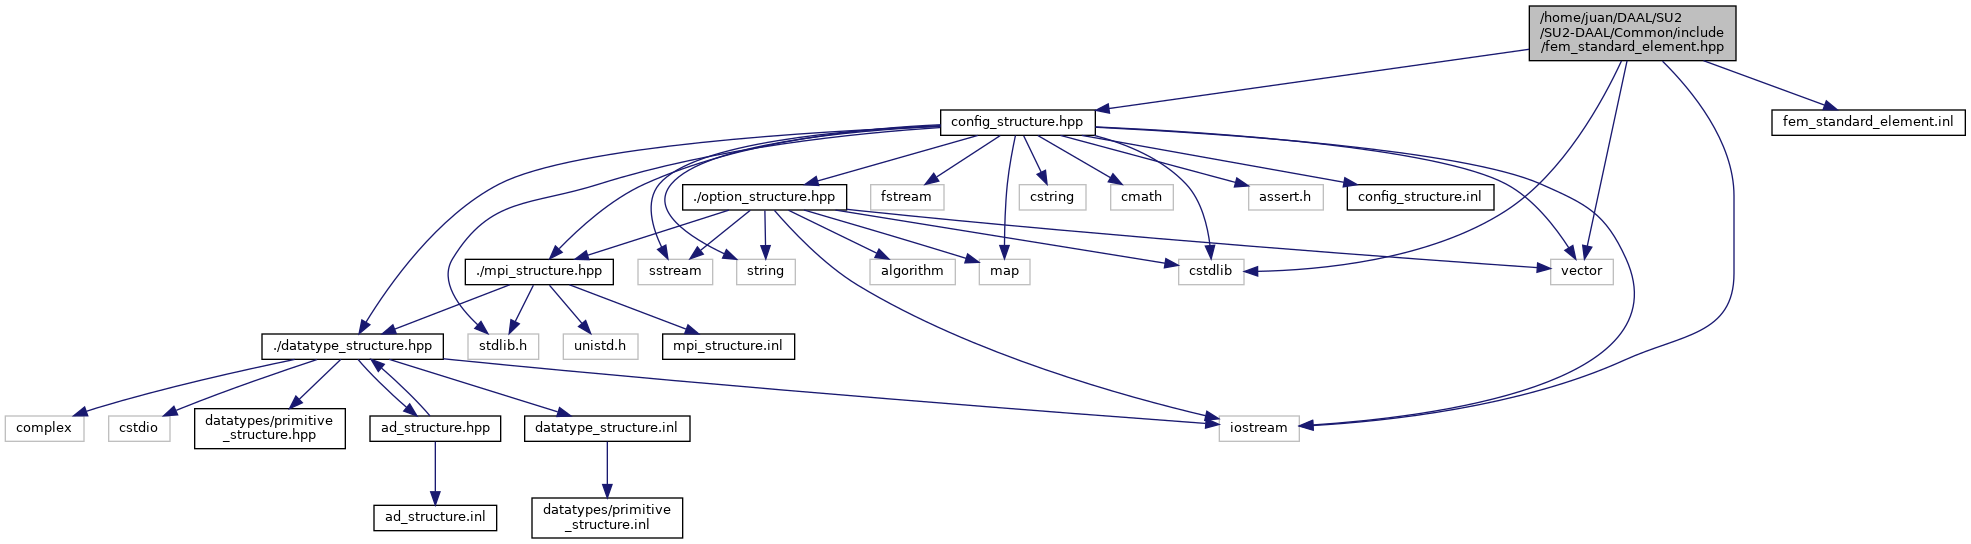 /home/juan/DAAL/SU2
/SU2-DAAL/Common/include
/fem_standard_element.hpp
config_structure.hpp
fem_standard_element.inl
./option_structure.hpp
fstream
cstring
cmath
assert.h
config_structure.inl
./mpi_structure.hpp
sstream
string
algorithm
map
cstdlib
vector
./datatype_structure.hpp
stdlib.h
unistd.h
mpi_structure.inl
complex
cstdio
datatypes/primitive
_structure.hpp
ad_structure.hpp
datatype_structure.inl
iostream
ad_structure.inl
datatypes/primitive
_structure.inl